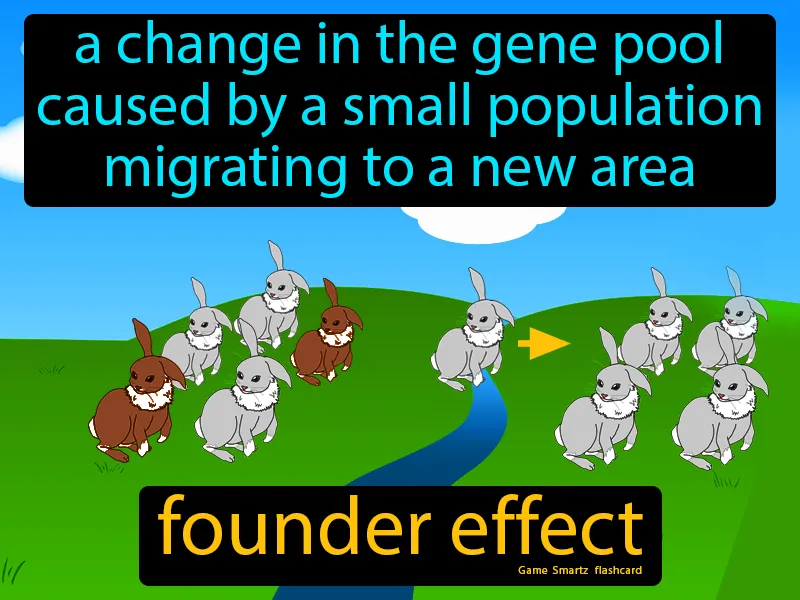 a change in the gene pool
caused by a small population
migrating to a new area
founder effect
Game Smartz flashcard